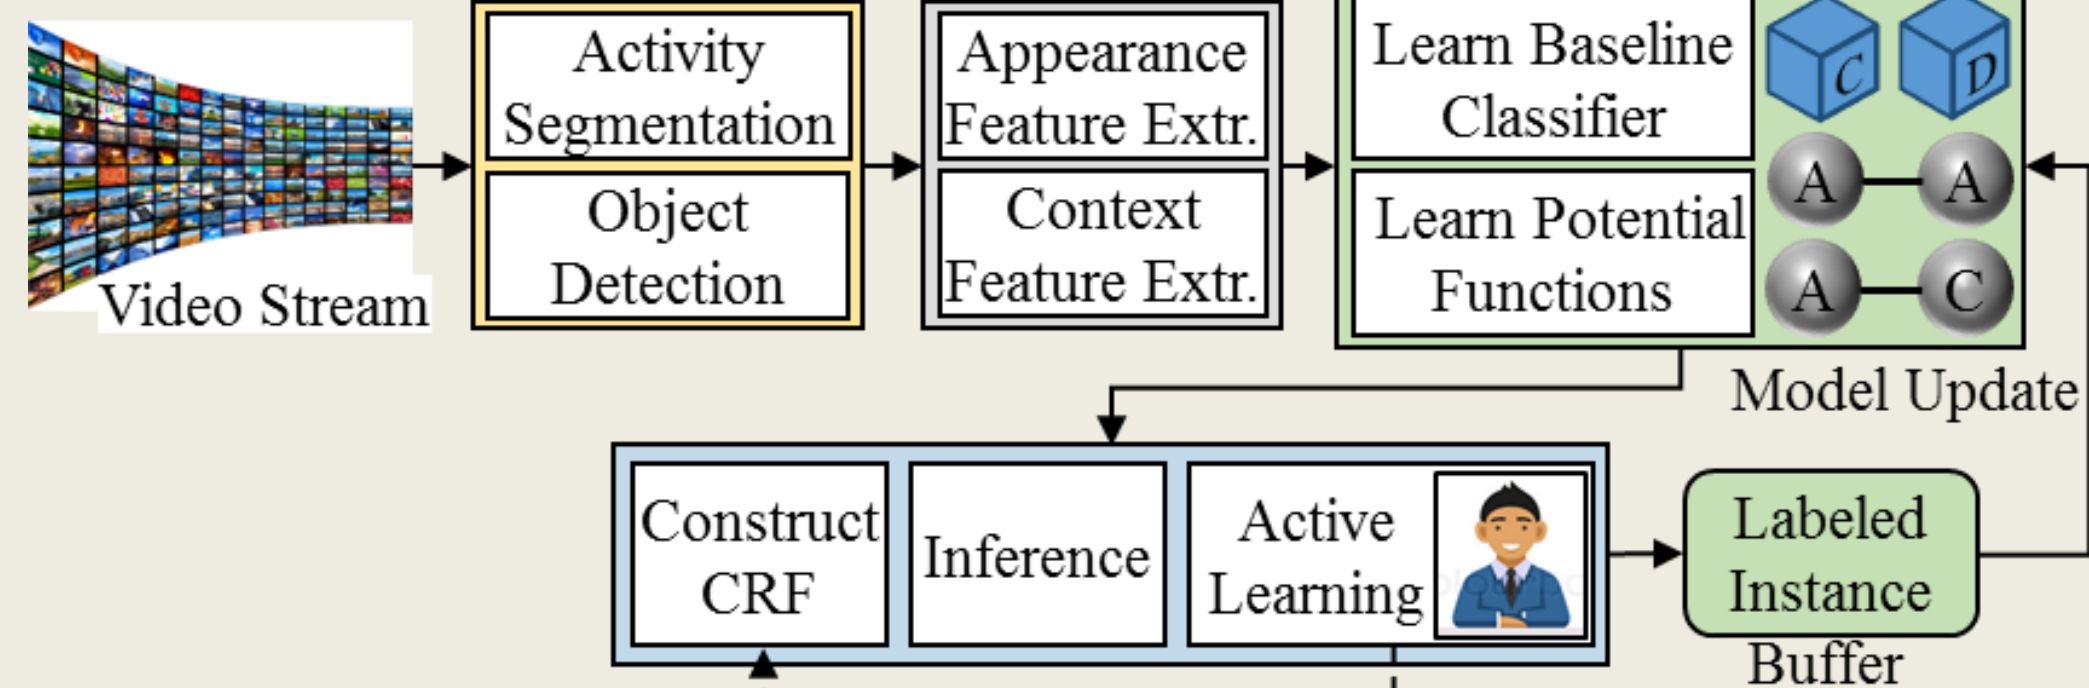 Activity
Segmentation
Object
Detection
Video Stream
Appearance
Feature Extr.
Context
Feature Extr.
Learn Baseline
Classifier
Learn Potential
Functions
C
D
A
A
A
C
Model Update
Construct
CRF
Inference
Active
Learning
Labeled
Instance
Buffer